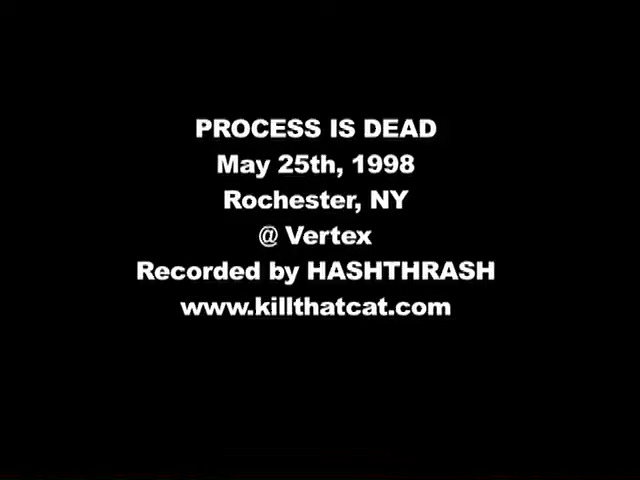 PROCESS IS DEAD
May 25th, 1998
Rochester, NY
@ Vertex
Recorded by HASHTHRASH
www.killthatcat.com